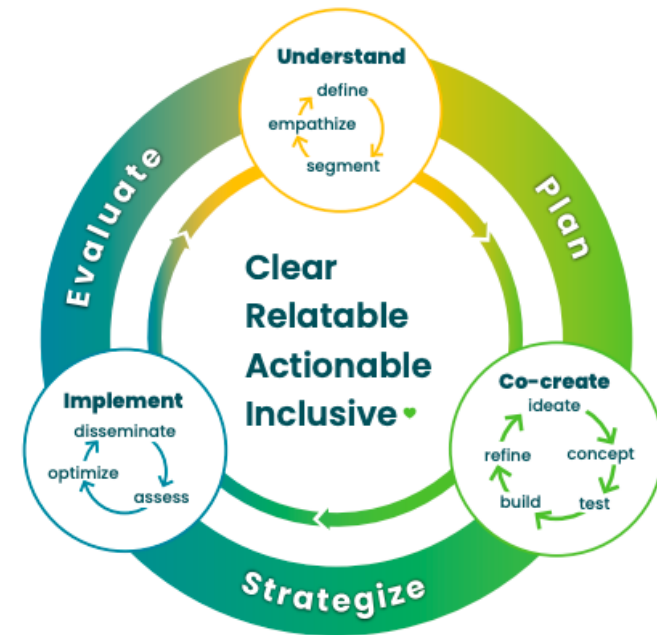 Understand
define
empathize
segment
Evaluate
Plan
Clear
Relatable
Actionable
Inclusive
Implement
disseminate
optimize
assess
Co-create
ideate
refine
concept
build
test
Strategize